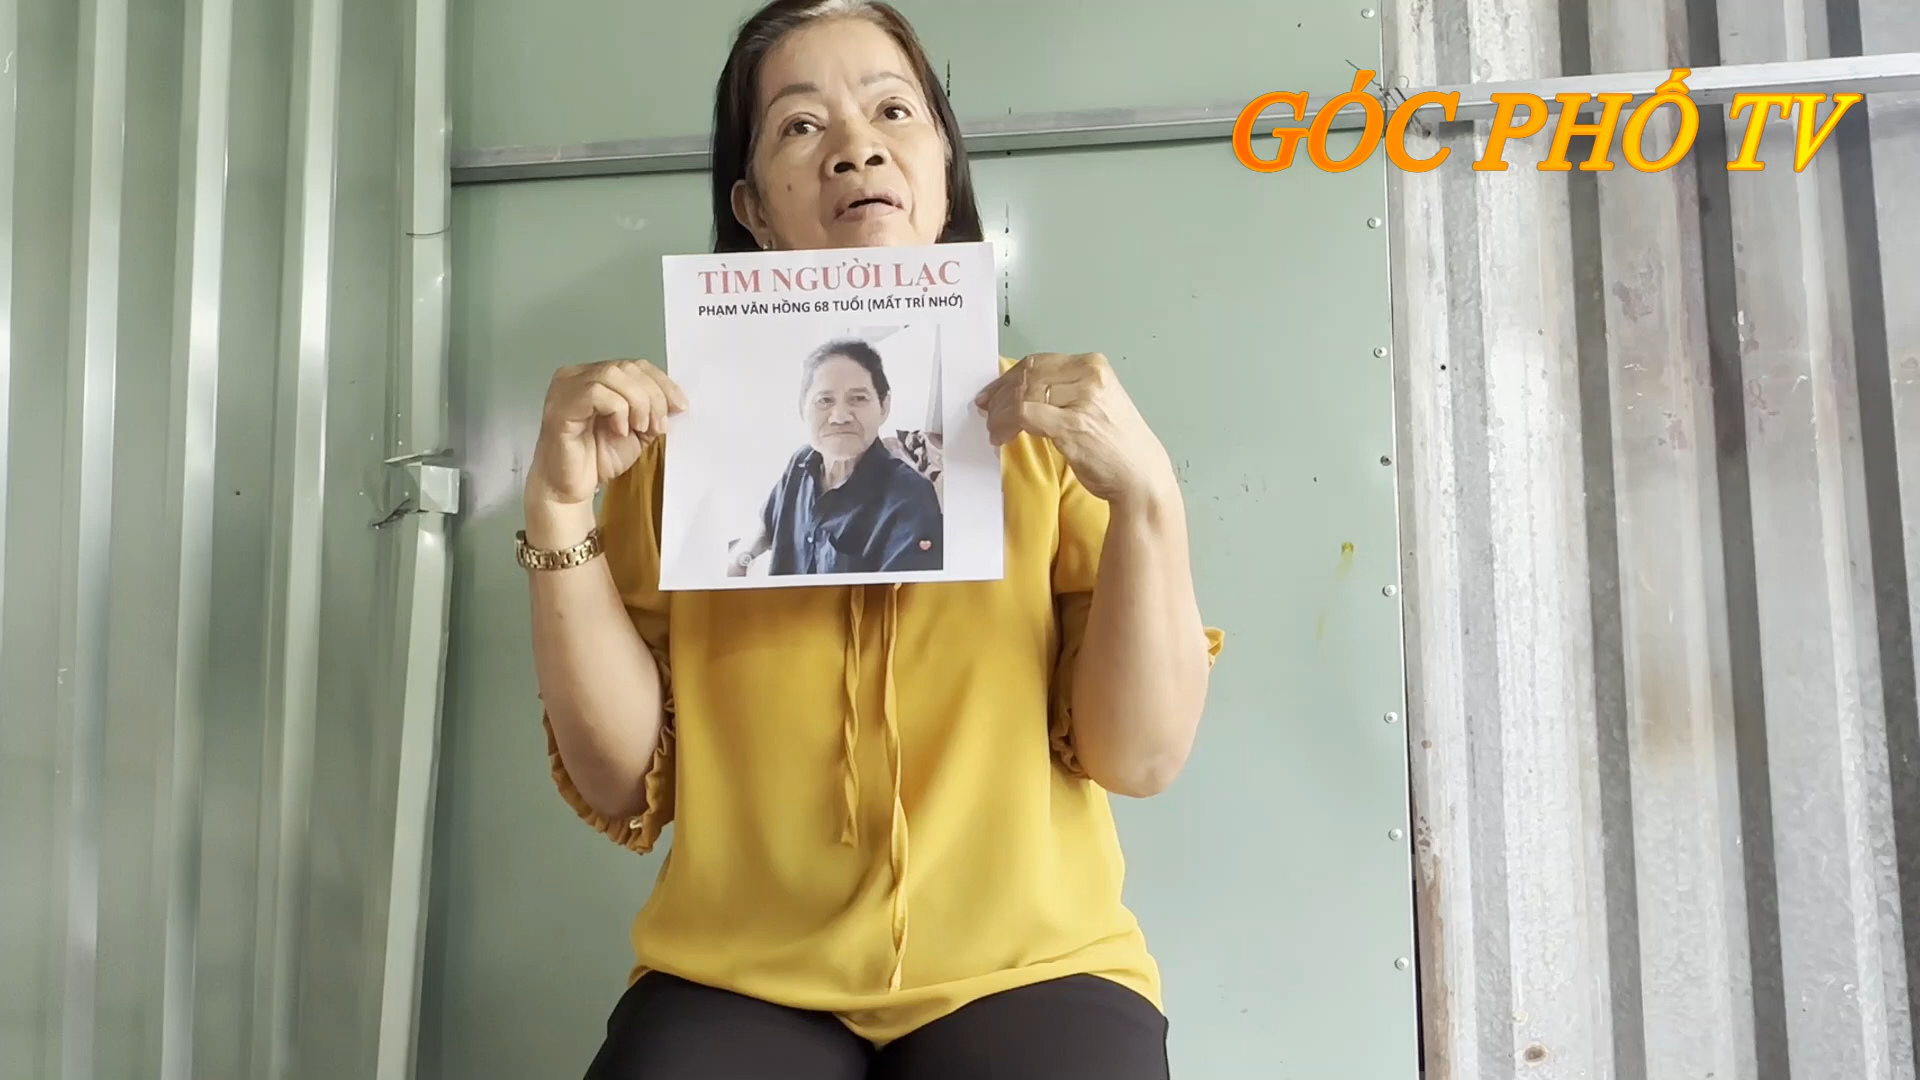 GÓC PHỐ TV
TÌM NGƯỜI LẠC
PHẠM VĂN HỒNG 68 TUỔI (MẤT TRÍ NHỚ)